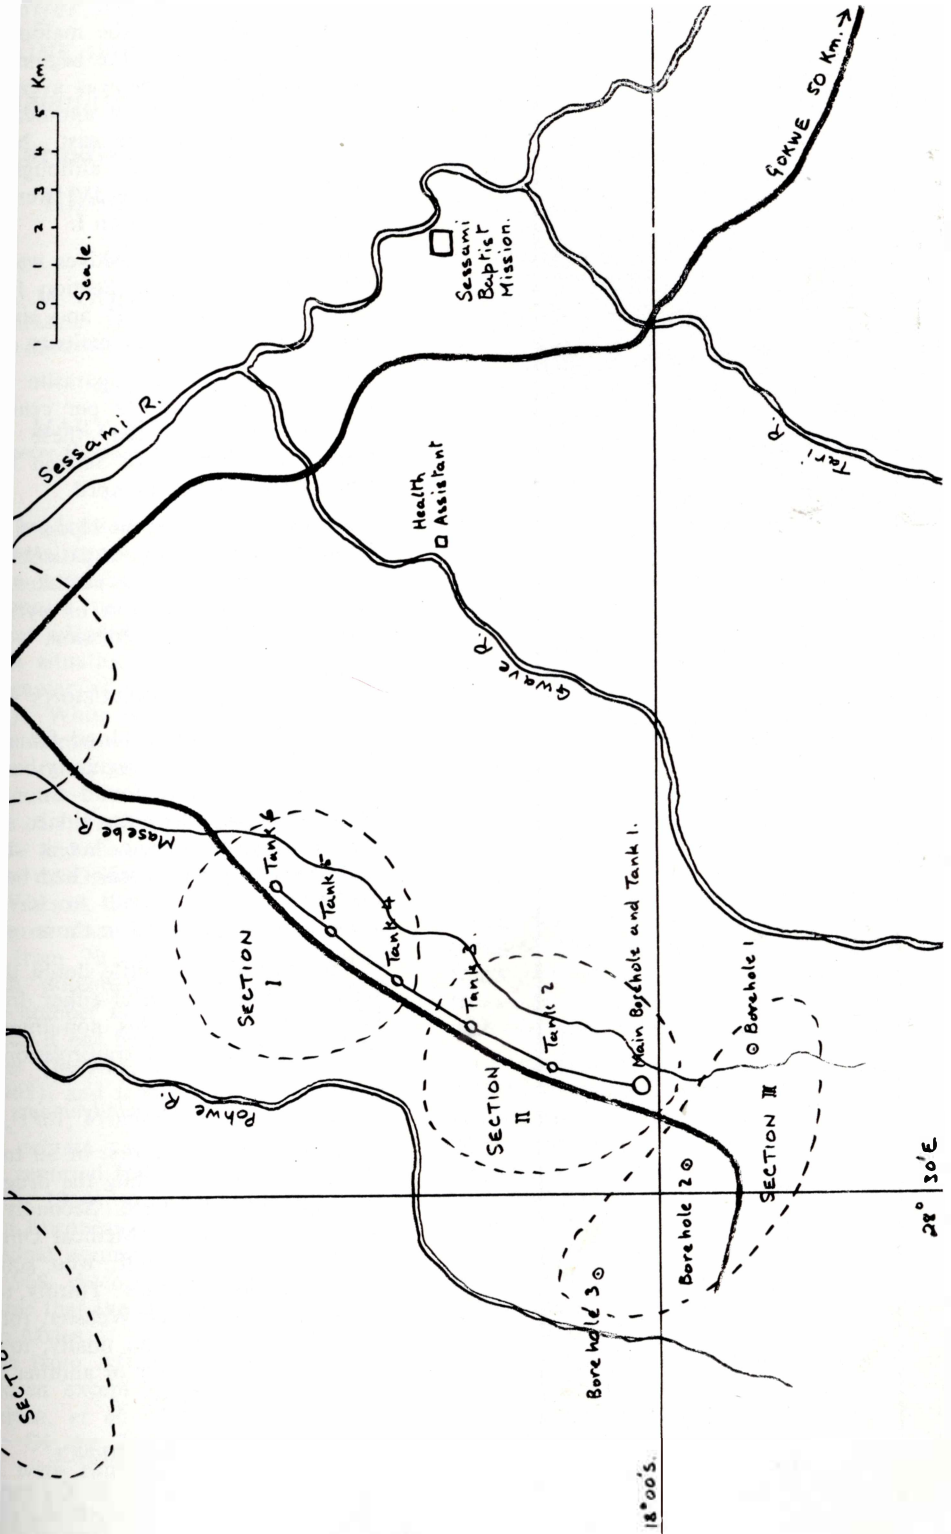 Sessami R.
Scale.
0 1 2 3 4 5 Km.
Masebe R.
Health
Assistant
Sessami
Baptist
Mission.
Pohwe R.
SECTION
I
Tank 6
Tank 5
Tank 4
Tank 3.
Tank 2
Main Borehole and Tank 1.
SECTION
II
Gwave R.
GOKWE 50 Km. →
Borehole 3
Borehole 2
Borehole 1
SECTION III
Tari R.
18°00'S.
28° 30'E